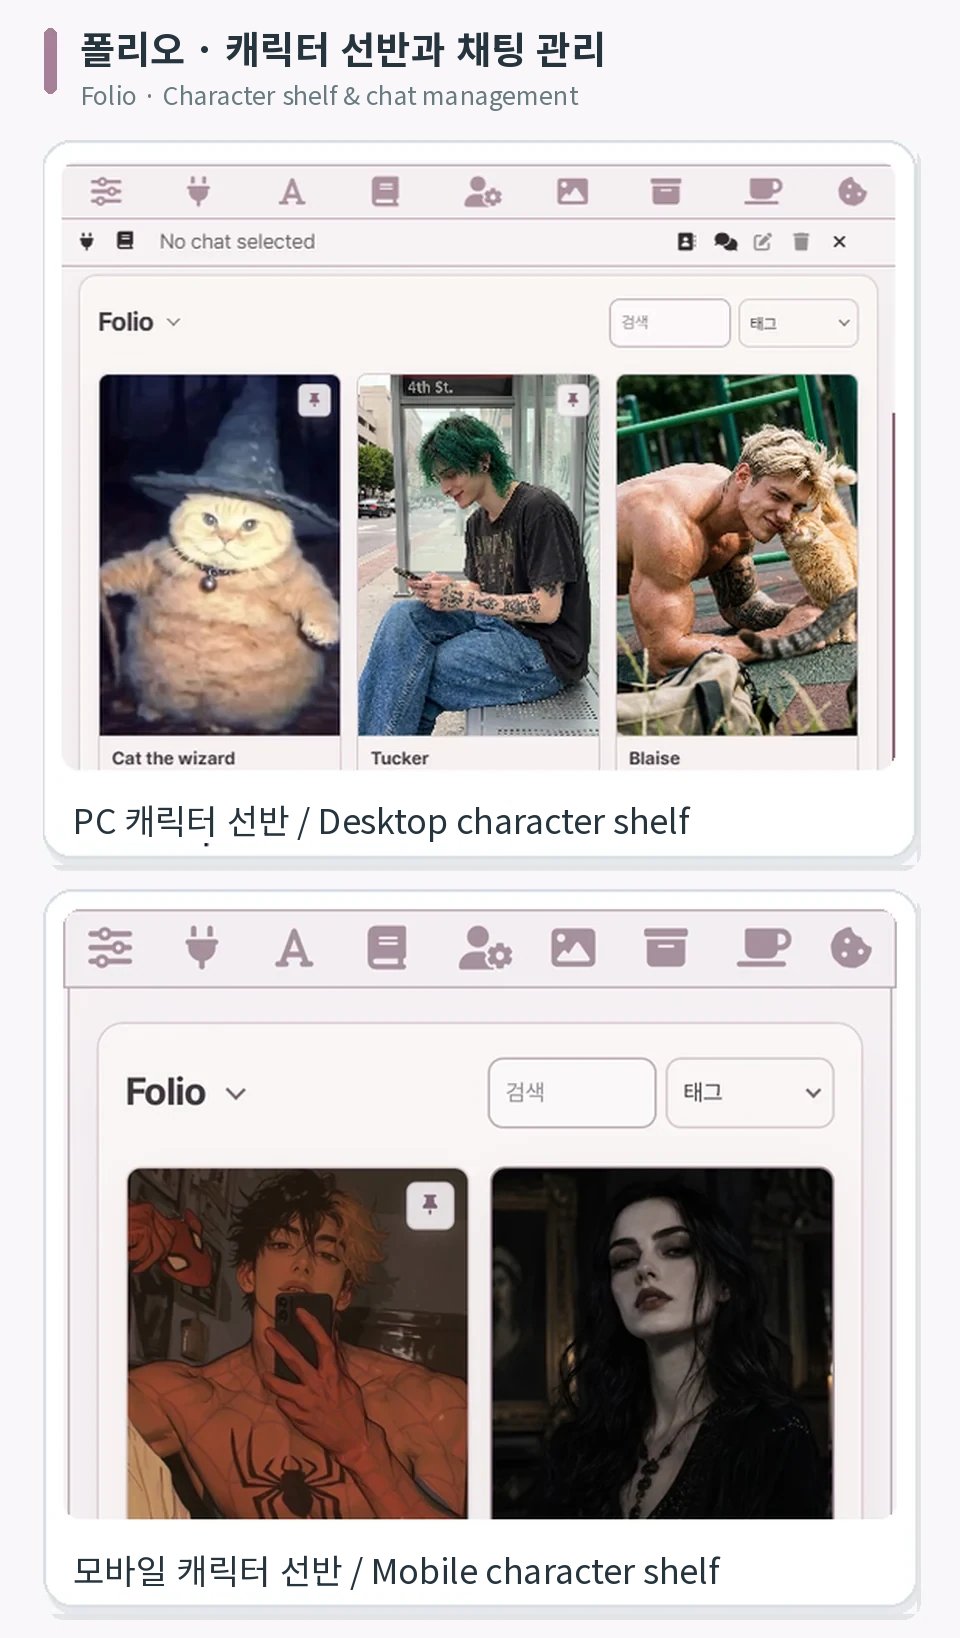 폴리오 · 캐릭터 선반과 채팅 관리
Folio · Character shelf & chat management
No chat selected
Folio
검색
태그
4th St.
Cat the wizard
Tucker
Blaise
PC 캐릭터 선반 / Desktop character shelf
Folio
검색
태그
모바일 캐릭터 선반 / Mobile character shelf